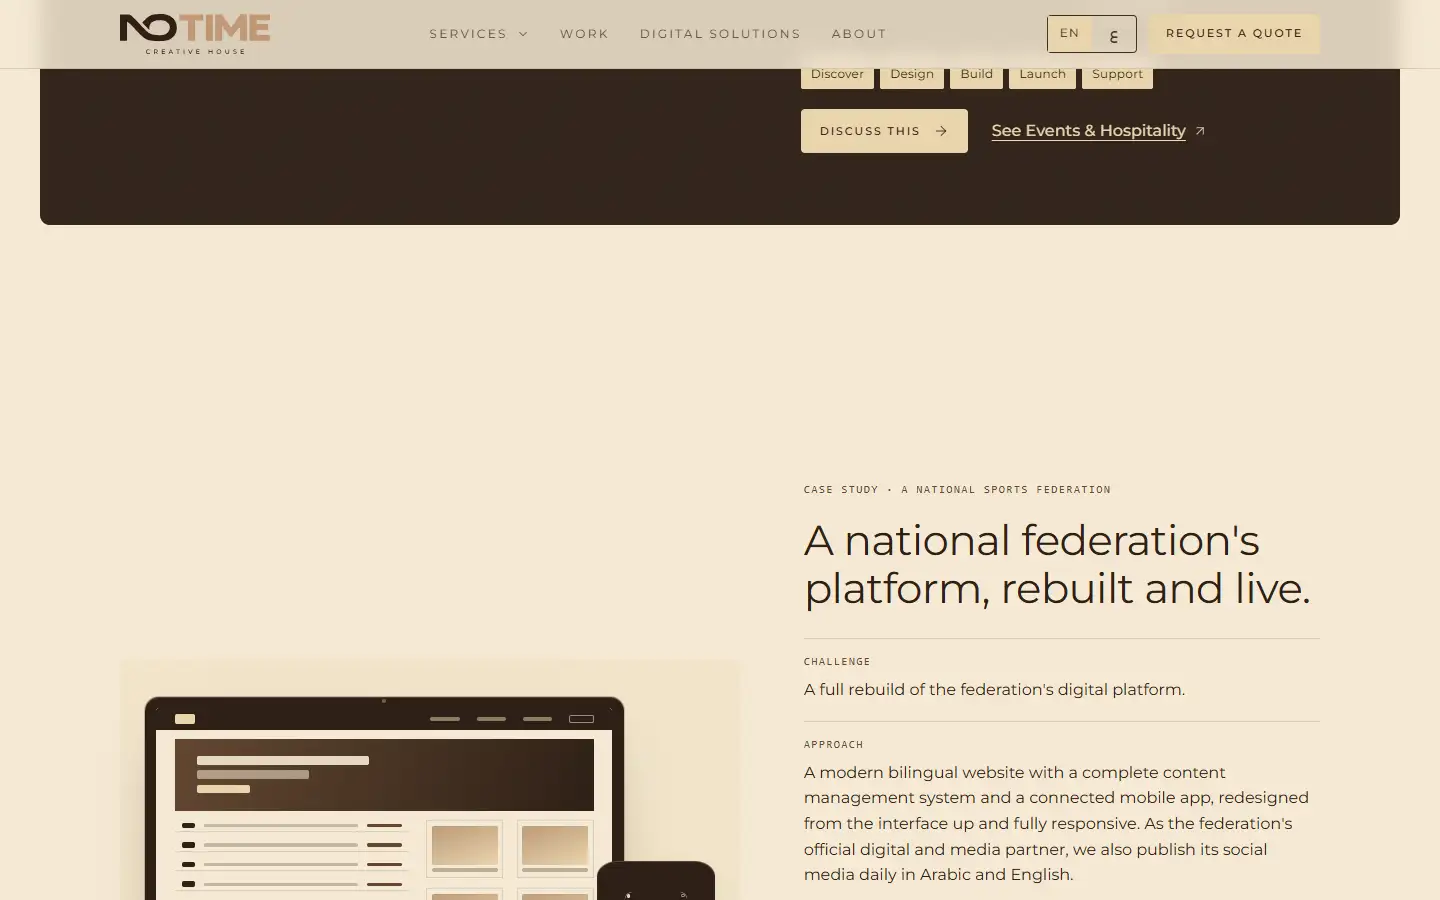 NOTIME
CREATIVE HOUSE
SERVICES
WORK
DIGITAL SOLUTIONS
ABOUT
EN
ع
REQUEST A QUOTE
Discover
Design
Build
Launch
Support
DISCUSS THIS
See Events & Hospitality
CASE STUDY · A NATIONAL SPORTS FEDERATION
A national federation's
platform, rebuilt and live.
CHALLENGE
A full rebuild of the federation's digital platform.
APPROACH
A modern bilingual website with a complete content
management system and a connected mobile app, redesigned
from the interface up and fully responsive. As the federation's
official digital and media partner, we also publish its social
media daily in Arabic and English.